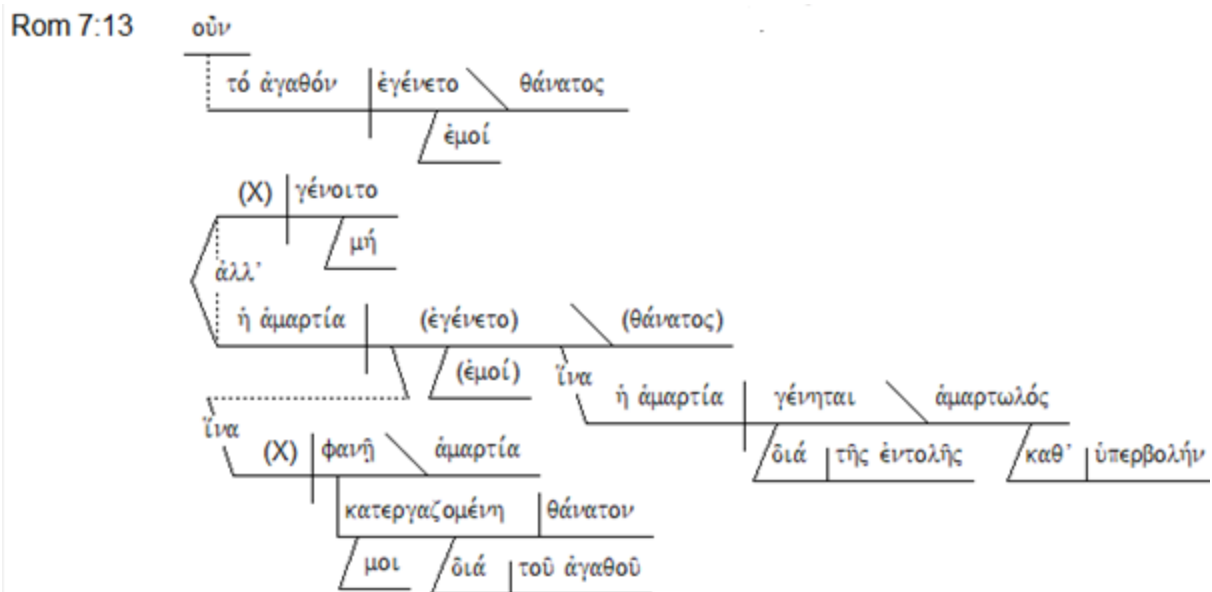 Rom 7:13 οὖν
τό ἀγαθόν ἐγένετο θάνατος
ἐμοί
(X) γένοιτο
μή
ἀλλ'
ἡ ἁμαρτία (ἐγένετο) (θάνατος)
(ἐμοί) ἵνα
ἡ ἁμαρτία γένηται ἁμαρτωλός
ἵνα
(X) φανῇ ἁμαρτία διά τῆς ἐντολῆς καθ' ὑπερβολήν
κατεργαζομένη θάνατον
μοι διά τοῦ ἀγαθοῦ